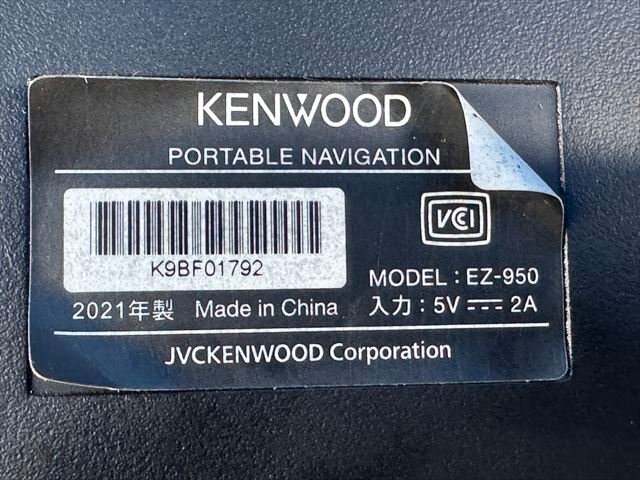 KENWOOD
PORTABLE NAVIGATION
VCCI
K9BF01792
MODEL : EZ-950
2021年製 Made in China
入力 : 5V ⎓ 2A
JVCKENWOOD Corporation